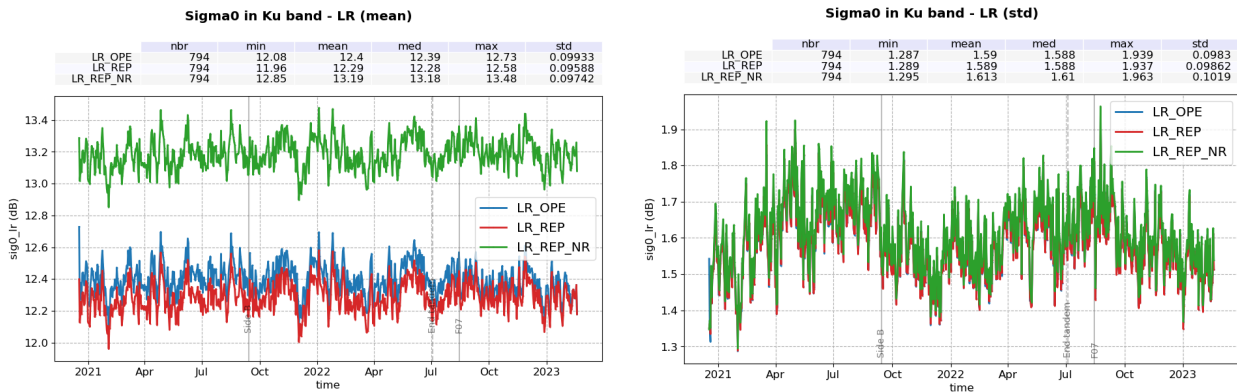 Sigma0 in Ku band - LR (mean)
nbr min mean med max std
LR_OPE 794 12.08 12.4 12.39 12.73 0.09933
LR_REP 794 11.96 12.29 12.28 12.58 0.09588
LR_REP_NR 794 12.85 13.19 13.18 13.48 0.09742
13.4
13.2
13.0
12.8
12.6
12.4
12.2
12.0
sig0_lr (dB)
LR_OPE
LR_REP
LR_REP_NR
Side B
End tandem
F07
2021 Apr Jul Oct 2022 Apr Jul Oct 2023
time
Sigma0 in Ku band - LR (std)
nbr min mean med max std
LR_OPE 794 1.287 1.59 1.588 1.939 0.0983
LR_REP 794 1.289 1.589 1.588 1.937 0.09862
LR_REP_NR 794 1.295 1.613 1.61 1.963 0.1019
1.9
1.8
1.7
1.6
1.5
1.4
1.3
sig0_lr (dB)
LR_OPE
LR_REP
LR_REP_NR
Side B
End tandem
F07
2021 Apr Jul Oct 2022 Apr Jul Oct 2023
time